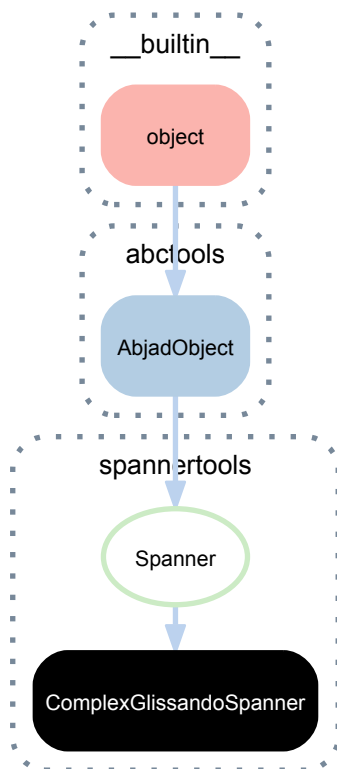 __builtin__
object
abctools
AbjadObject
spannertools
Spanner
ComplexGlissandoSpanner